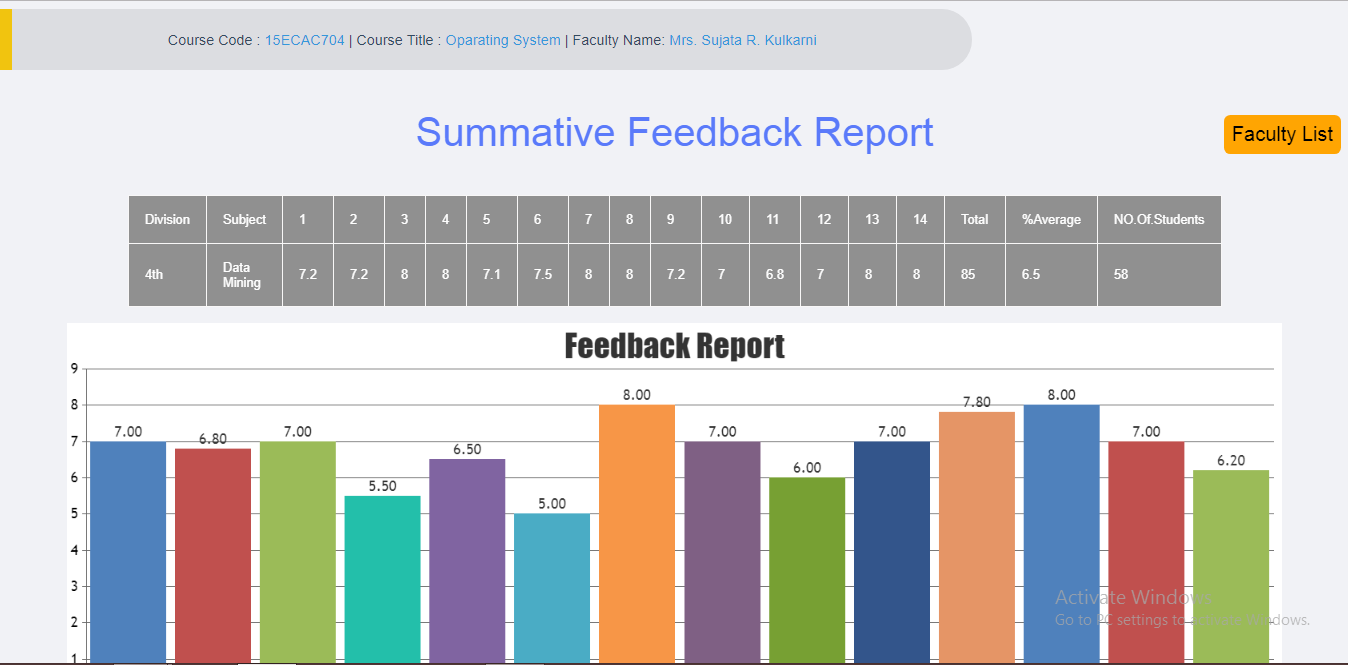 Course Code : 15ECAC704 | Course Title : Oparating System | Faculty Name: Mrs. Sujata R. Kulkarni
Summative Feedback Report
Faculty List
Division Subject 1 2 3 4 5 6 7 8 9 10 11 12 13 14 Total %Average NO.Of.Students
4th Data Mining 7.2 7.2 8 8 7.1 7.5 8 8 7.2 7 6.8 7 8 8 85 6.5 58
Feedback Report
9
8
7
6
5
4
3
2
1
7.00 6.80 7.00 5.50 6.50 5.00 8.00 7.00 6.00 7.00 7.80 8.00 7.00 6.20
Activate Windows
Go to PC settings to activate Windows.